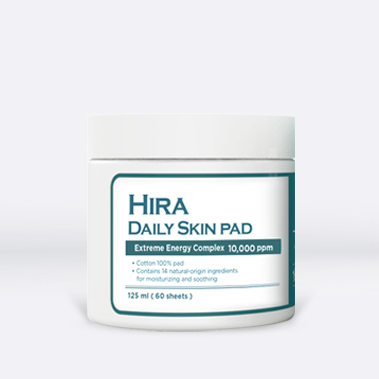 HIRA
DAILY SKIN PAD
Extreme Energy Complex 10,000 ppm
• Cotton 100% pad
• Contains 14 natural-origin ingredients
for moisturizing and soothing
125 ml ( 60 sheets )